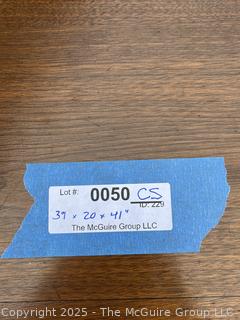 Lot #: 0050 CS
ID: 229
39 x 20 x 41"
The McGuire Group LLC
Copyright 2025 - The McGuire Group LLC